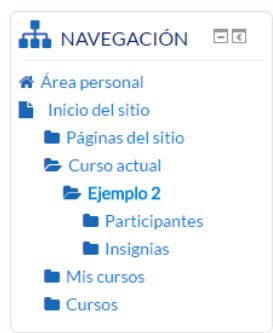 NAVEGACIÓN
Área personal
Inicio del sitio
Páginas del sitio
Curso actual
Ejemplo 2
Participantes
Insignias
Mis cursos
Cursos